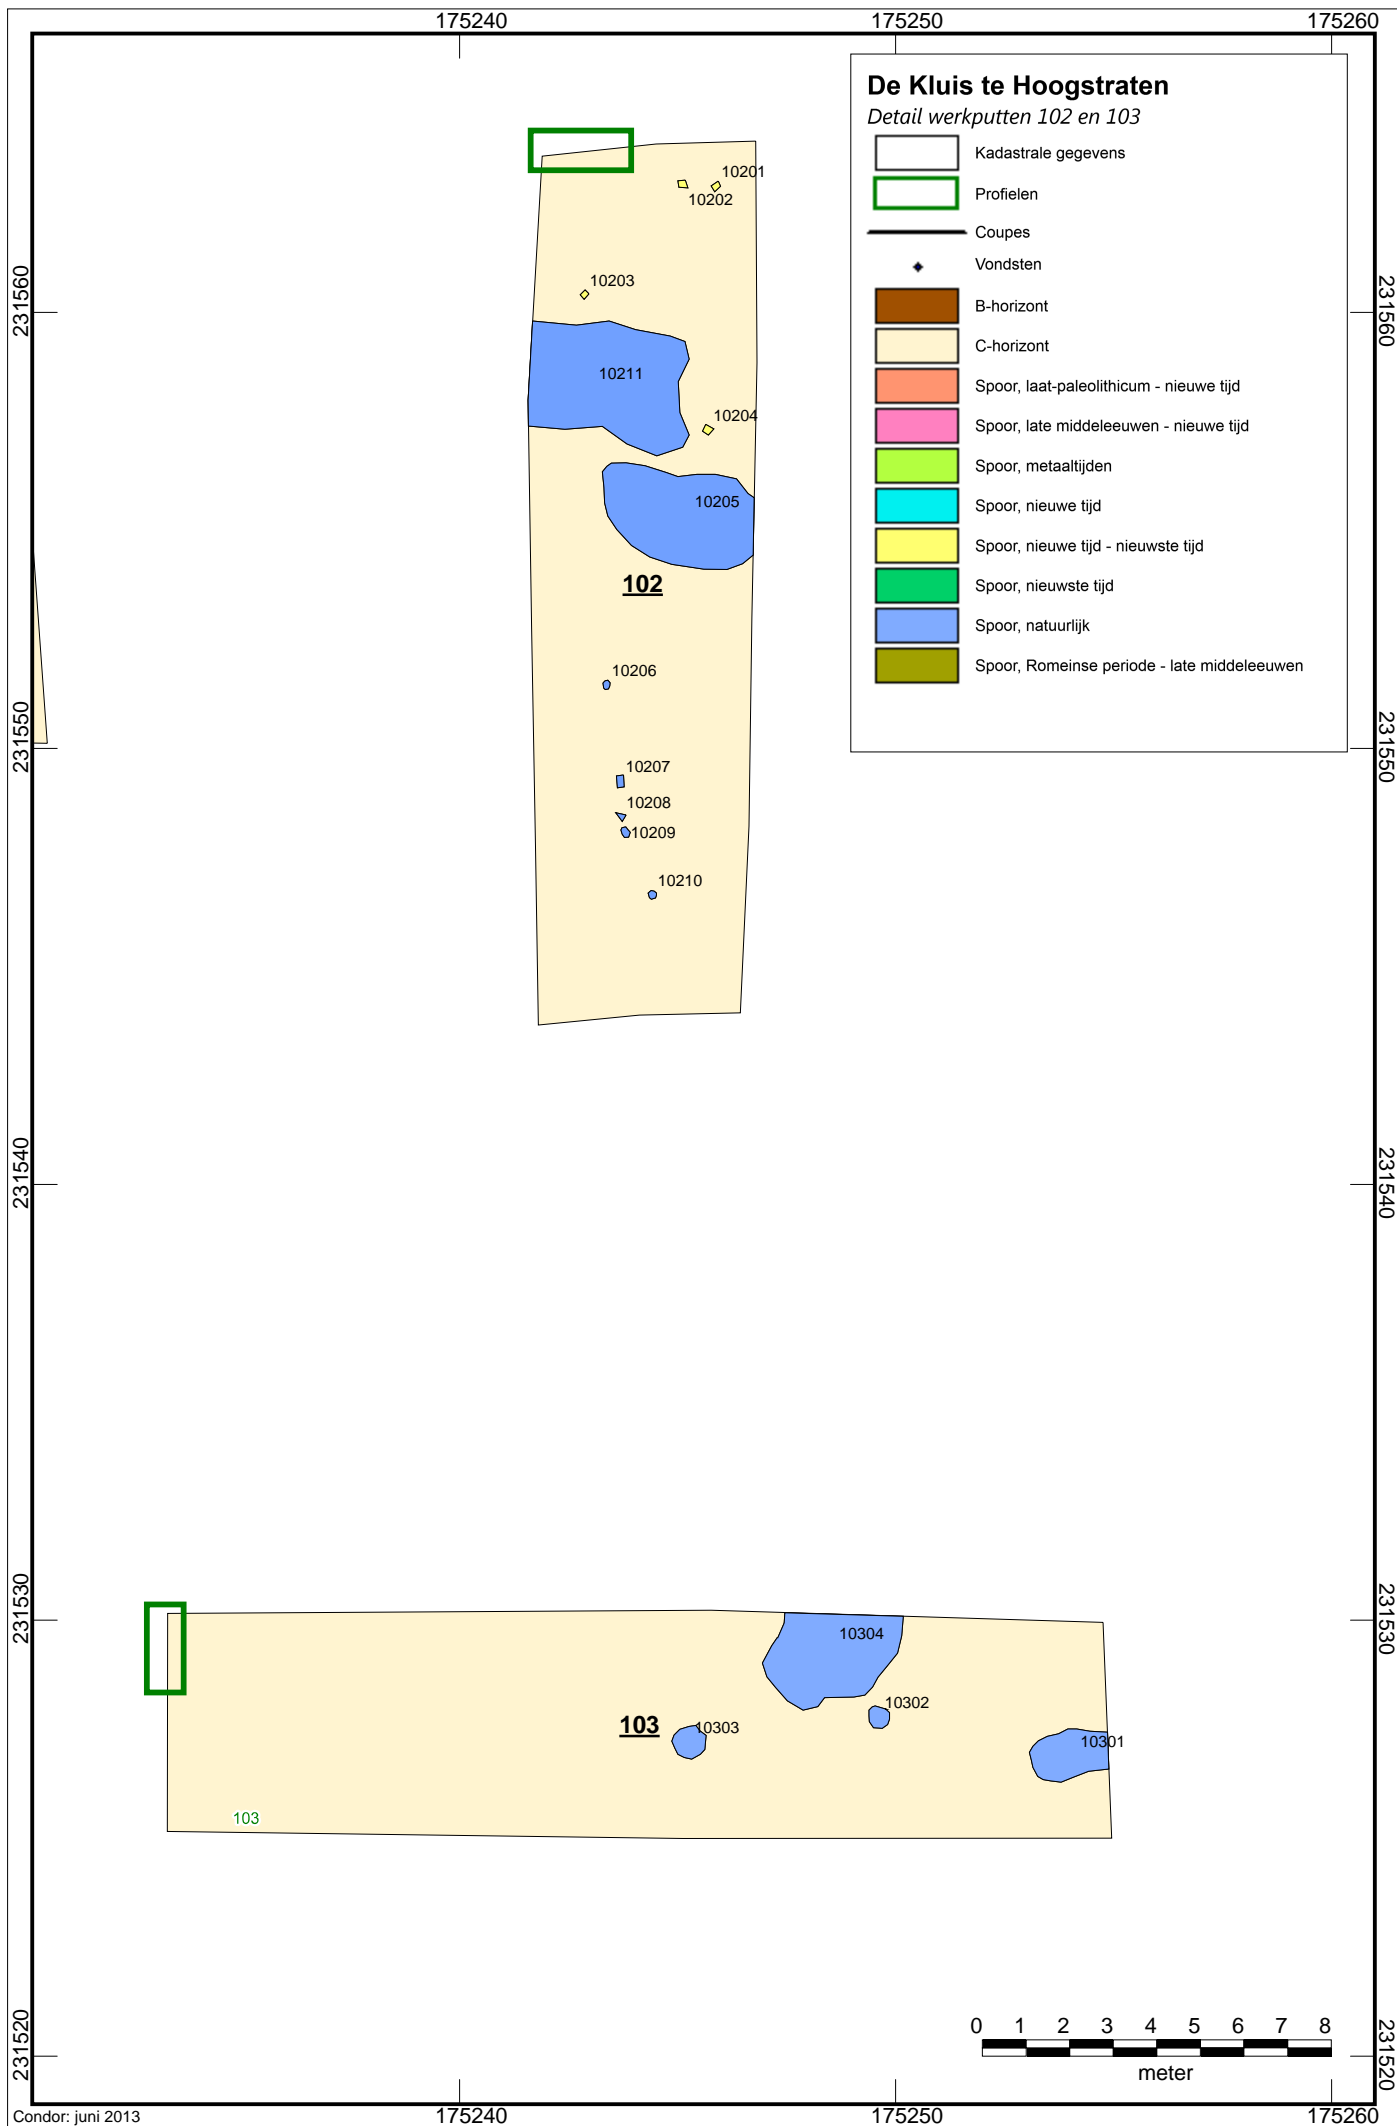 175240
175250
175260
De Kluis te Hoogstraten
Detail werkputten 102 en 103
Kadastrale gegevens
Profielen
Coupes
Vondsten
B-horizont
C-horizont
Spoor, laat-paleolithicum - nieuwe tijd
Spoor, late middeleeuwen - nieuwe tijd
Spoor, metaaltijden
Spoor, nieuwe tijd
Spoor, nieuwe tijd - nieuwste tijd
Spoor, nieuwste tijd
Spoor, natuurlijk
Spoor, Romeinse periode - late middeleeuwen
10201
10202
10203
231560
231560
10211
10204
10205
102
10206
231550
231550
10207
10208
10209
10210
231540
231540
231530
231530
10304
10302
103
10303
10301
103
231520
231520
0 1 2 3 4 5 6 7 8
meter
Condor: juni 2013
175240
175250
175260